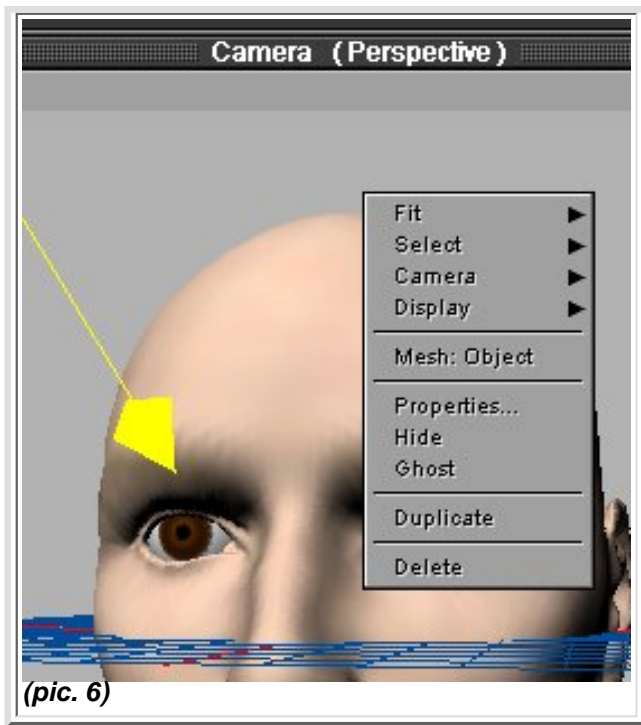 Camera (Perspective)
Fit
Select
Camera
Display
Mesh: Object
Properties...
Hide
Ghost
Duplicate
Delete
(pic. 6)